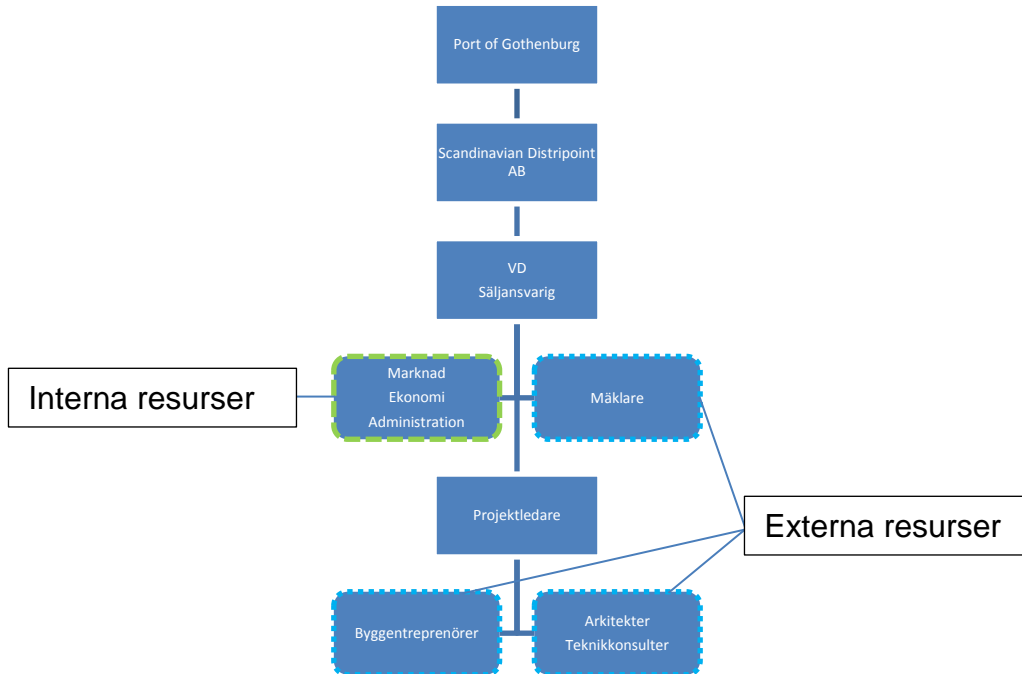 Port of Gothenburg
Scandinavian Distripoint
AB
VD
Säljansvarig
Interna resurser
Marknad
Ekonomi
Administration
Mäklare
Projektledare
Externa resurser
Byggentreprenörer
Arkitekter
Teknikkonsulter